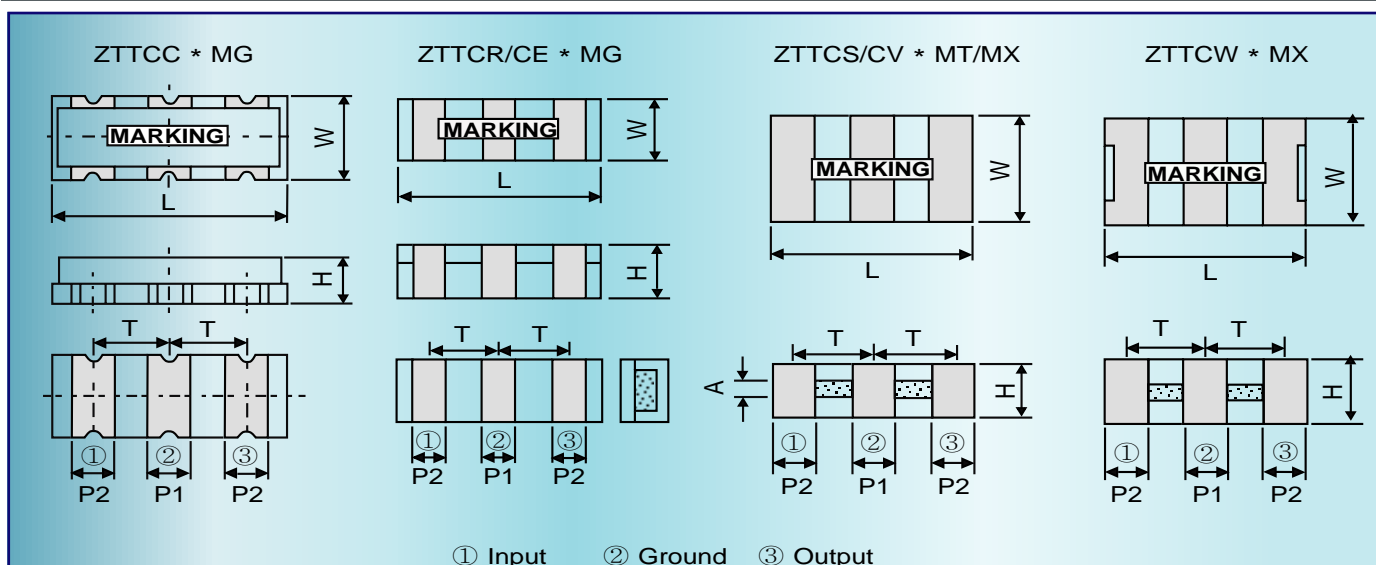 ZTTCC * MG
ZTTCR/CE * MG
ZTTCS/CV * MT/MX
ZTTCW * MX
MARKING
W
L
MARKING
W
L
MARKING
W
L
MARKING
W
L
H
H
T T
T T
T T
T T
A
H
H
① ② ③
P2 P1 P2
① ② ③
P2 P1 P2
① ② ③
P2 P1 P2
① ② ③
P2 P1 P2
① Input ② Ground ③ Output